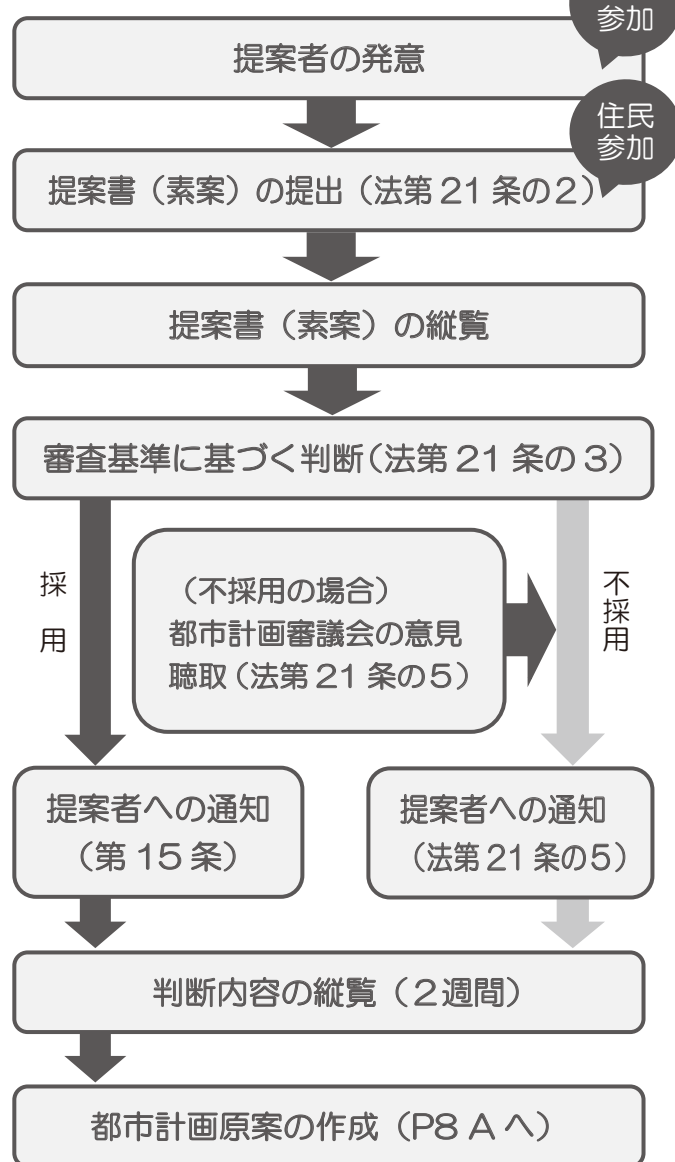 参加
提案者の発意
住民
参加
提案書（素案）の提出（法第21条の2）
提案書（素案）の縦覧
審査基準に基づく判断（法第21条の3）
採用
（不採用の場合）
都市計画審議会の意見
聴取（法第21条の5）
不採用
提案者への通知
（第15条）
提案者への通知
（法第21条の5）
判断内容の縦覧（2週間）
都市計画原案の作成（P8 A へ）